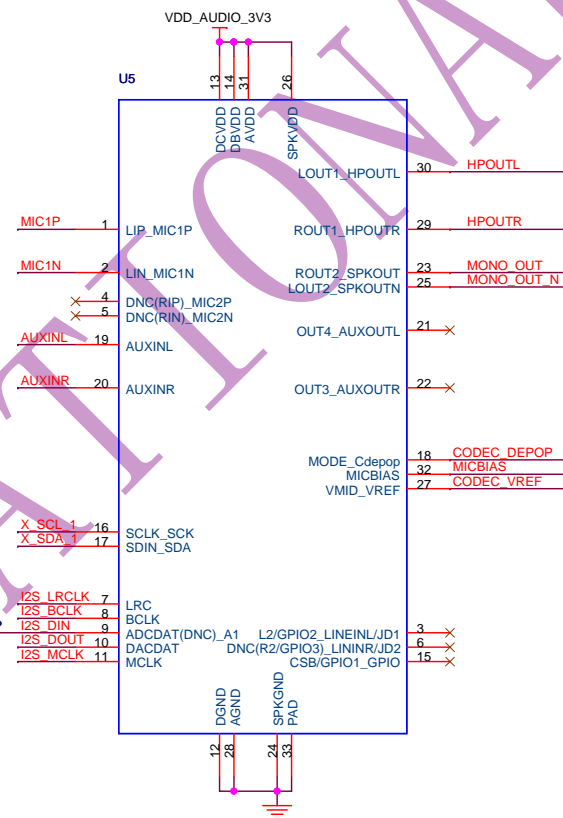 VDD_AUDIO_3V3
U5
13
14
31
26
DCVDD
DBVDD
AVDD
SPKVDD
LOUT1_HPOUTL 30 HPOUTL
MIC1P 1 LIP_MIC1P
ROUT1_HPOUTR 29 HPOUTR
MIC1N 2 LIN_MIC1N
ROUT2_SPKOUT 23 MONO_OUT
LOUT2_SPKOUTN 25 MONO_OUT_N
4 DNC(RIP)_MIC2P
5 DNC(RIN)_MIC2N
OUT4_AUXOUTL 21
AUXINL 19 AUXINL
AUXINR 20 AUXINR
OUT3_AUXOUTR 22
MODE_Cdepop 18 CODEC_DEPOP
MICBIAS 32 MICBIAS
VMID_VREF 27 CODEC_VREF
X_SCL_1 16 SCLK_SCK
X_SDA_1 17 SDIN_SDA
I2S_LRCLK 7 LRC
I2S_BCLK 8 BCLK
I2S_DIN 9 ADCDAT(DNC)_A1
L2/GPIO2_LINEINL/JD1 3
I2S_DOUT 10 DACDAT
DNC(R2/GPIO3)_LININR/JD2 6
I2S_MCLK 11 MCLK
CSB/GPIO1_GPIO 15
DGND
AGND
SPKGND
PAD
12
28
24
33